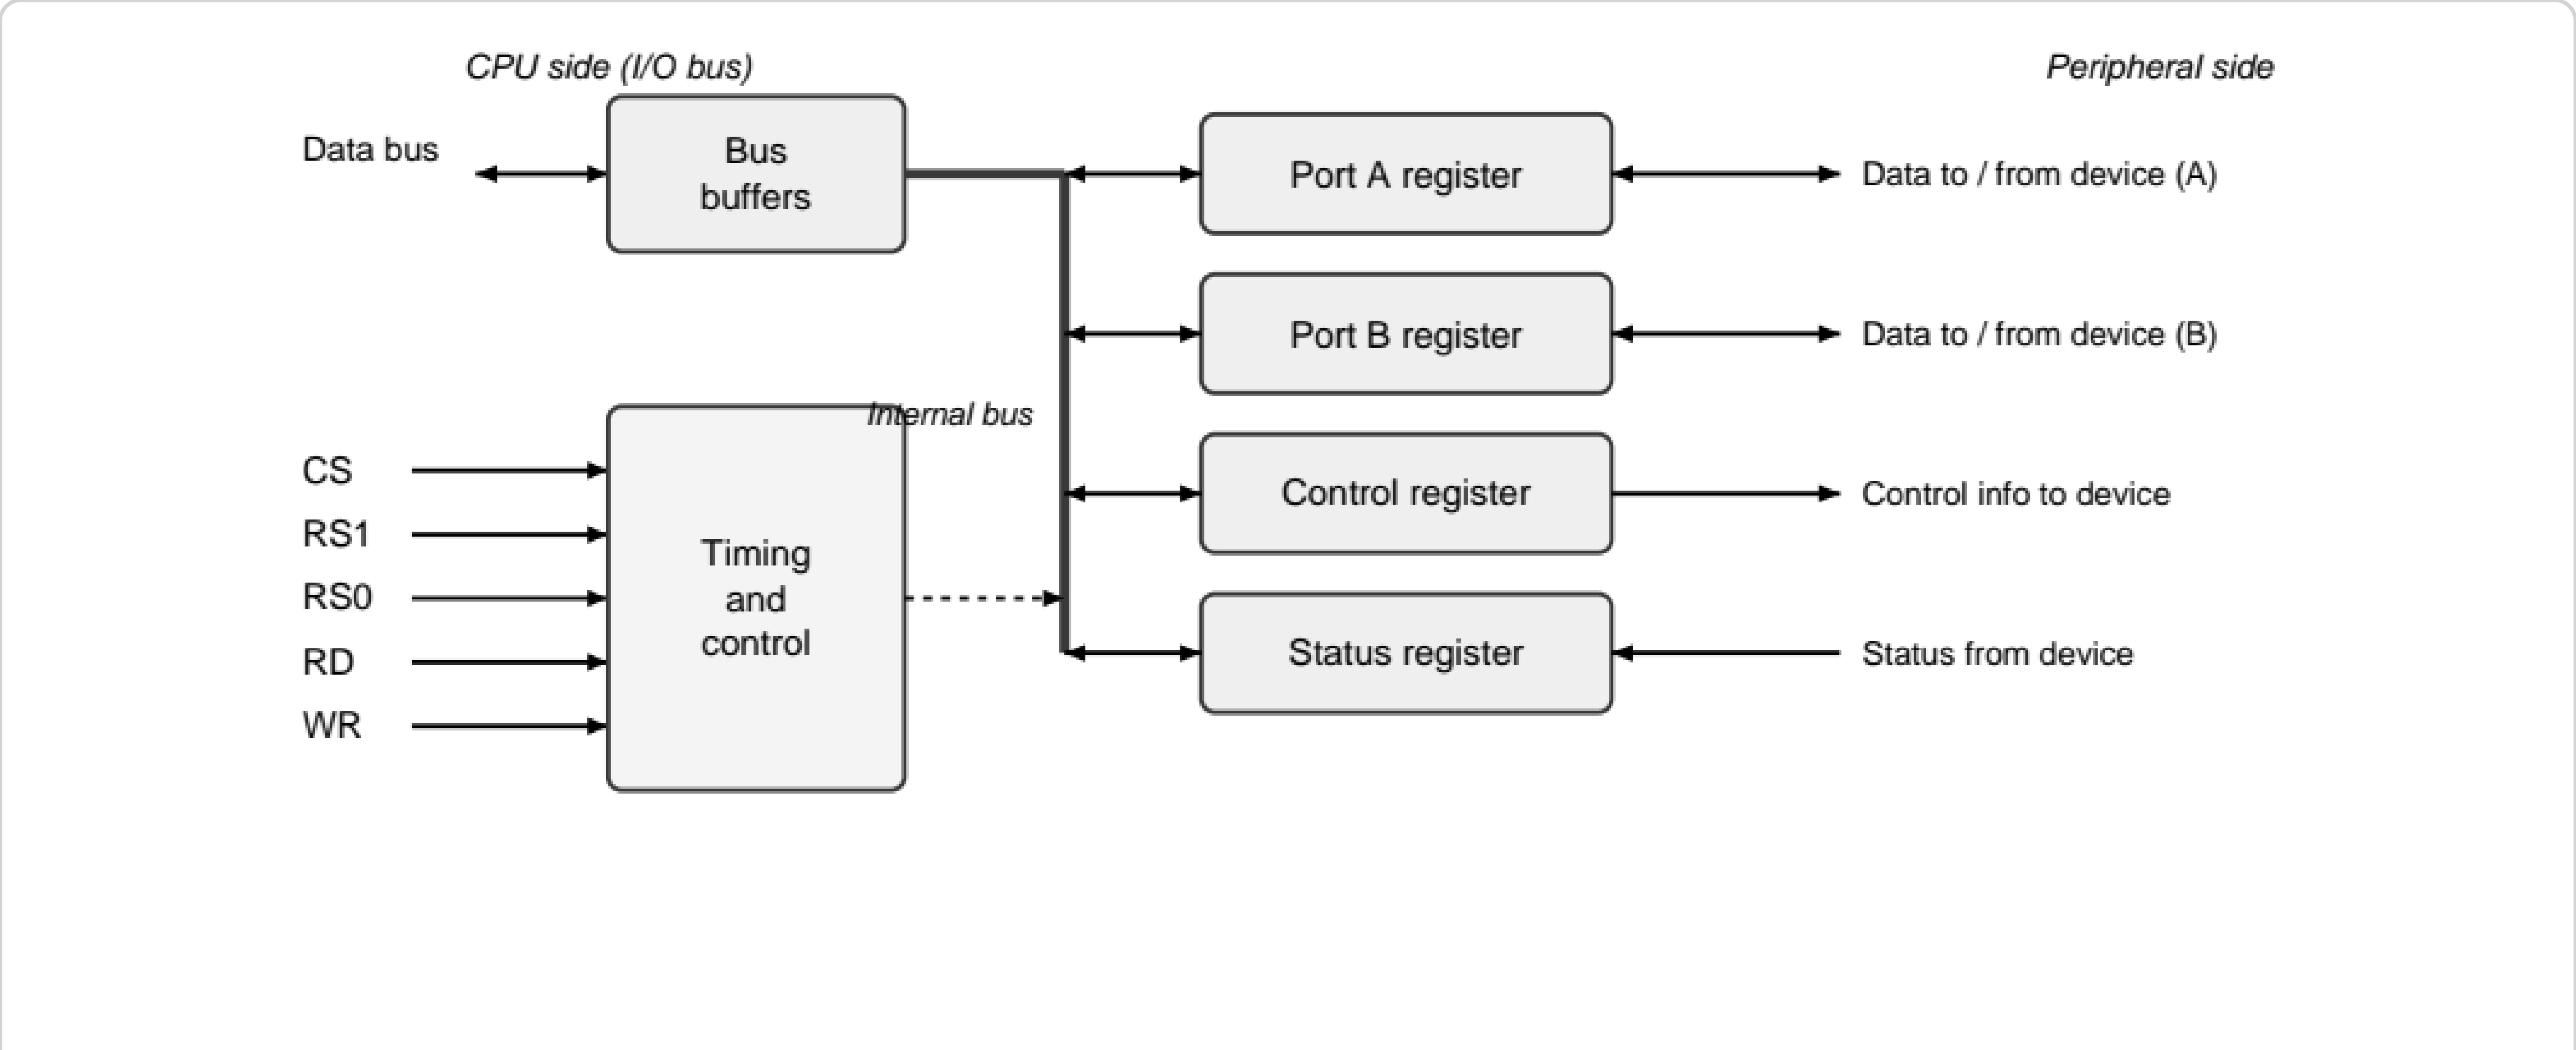 CPU side (I/O bus)
Peripheral side
Data bus
Bus
buffers
Port A register
Data to / from device (A)
Port B register
Data to / from device (B)
Internal bus
CS
RS1
RS0
RD
WR
Timing
and
control
Control register
Control info to device
Status register
Status from device